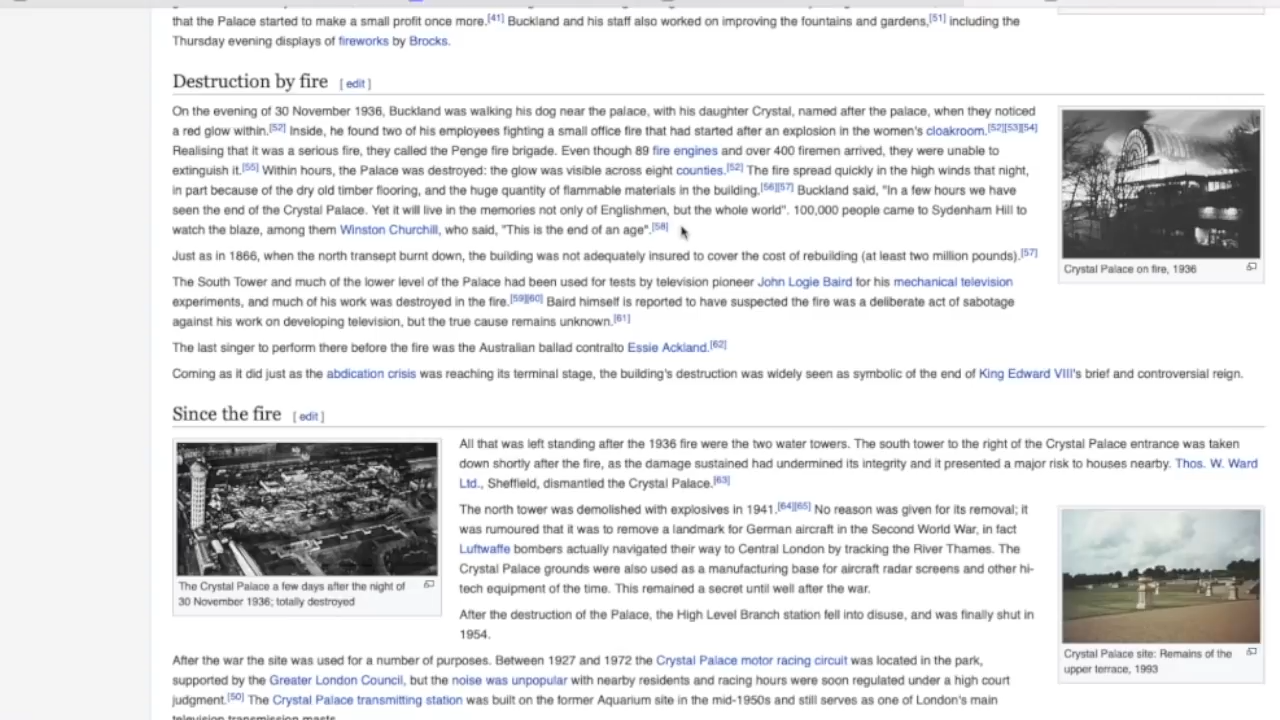 that the Palace started to make a small profit once more.[41] Buckland and his staff also worked on improving the fountains and gardens,[51] including the
Thursday evening displays of fireworks by Brocks.
Destruction by fire [ edit ]
On the evening of 30 November 1936, Buckland was walking his dog near the palace, with his daughter Crystal, named after the palace, when they noticed
a red glow within.[52] Inside, he found two of his employees fighting a small office fire that had started after an explosion in the women's cloakroom.[52][53][54]
Realising that it was a serious fire, they called the Penge fire brigade. Even though 89 fire engines and over 400 firemen arrived, they were unable to
extinguish it.[55] Within hours, the Palace was destroyed: the glow was visible across eight counties.[52] The fire spread quickly in the high winds that night,
in part because of the dry old timber flooring, and the huge quantity of flammable materials in the building.[56][57] Buckland said, "In a few hours we have
seen the end of the Crystal Palace. Yet it will live in the memories not only of Englishmen, but the whole world". 100,000 people came to Sydenham Hill to
watch the blaze, among them Winston Churchill, who said, "This is the end of an age".[58]
Crystal Palace on fire, 1936
Just as in 1866, when the north transept burnt down, the building was not adequately insured to cover the cost of rebuilding (at least two million pounds).[57]
The South Tower and much of the lower level of the Palace had been used for tests by television pioneer John Logie Baird for his mechanical television
experiments, and much of his work was destroyed in the fire.[59][60] Baird himself is reported to have suspected the fire was a deliberate act of sabotage
against his work on developing television, but the true cause remains unknown.[61]
The last singer to perform there before the fire was the Australian ballad contralto Essie Ackland.[62]
Coming as it did just as the abdication crisis was reaching its terminal stage, the building's destruction was widely seen as symbolic of the end of King Edward VIII's brief and controversial reign.
Since the fire [ edit ]
The Crystal Palace a few days after the night of
30 November 1936; totally destroyed
All that was left standing after the 1936 fire were the two water towers. The south tower to the right of the Crystal Palace entrance was taken
down shortly after the fire, as the damage sustained had undermined its integrity and it presented a major risk to houses nearby. Thos. W. Ward
Ltd., Sheffield, dismantled the Crystal Palace.[63]
The north tower was demolished with explosives in 1941.[64][65] No reason was given for its removal; it
was rumoured that it was to remove a landmark for German aircraft in the Second World War, in fact
Luftwaffe bombers actually navigated their way to Central London by tracking the River Thames. The
Crystal Palace grounds were also used as a manufacturing base for aircraft radar screens and other hi-
tech equipment of the time. This remained a secret until well after the war.
After the destruction of the Palace, the High Level Branch station fell into disuse, and was finally shut in
1954.
Crystal Palace site: Remains of the
upper terrace, 1993
After the war the site was used for a number of purposes. Between 1927 and 1972 the Crystal Palace motor racing circuit was located in the park,
supported by the Greater London Council, but the noise was unpopular with nearby residents and racing hours were soon regulated under a high court
judgment.[50] The Crystal Palace transmitting station was built on the former Aquarium site in the mid-1950s and still serves as one of London's main
television transmission masts.